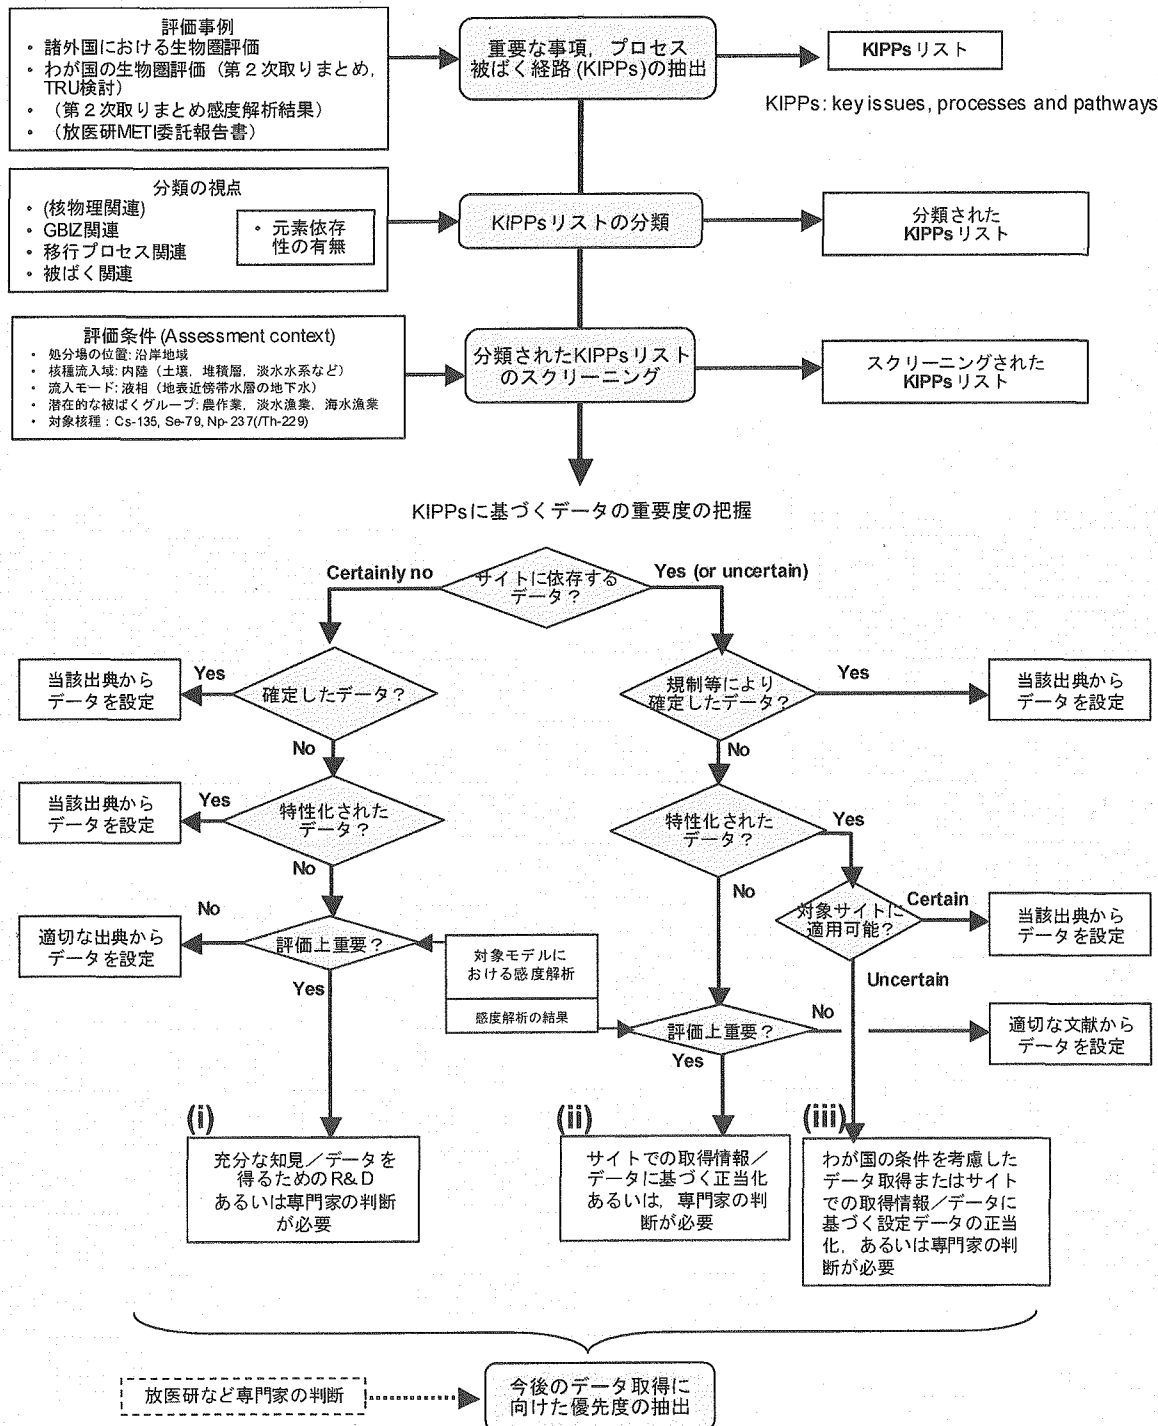 評価事例
• 諸外国における生物圏評価
• わが国の生物圏評価（第２次取りまとめ，
TRU検討）
• （第２次取りまとめ感度解析結果）
• （放医研METI委託報告書）
重要な事項，プロセス
被ばく経路 (KIPPs)の抽出
KIPPsリスト
KIPPs: key issues, processes and pathways
分類の視点
• (核物理関連)
• GBIZ関連
• 移行プロセス関連
• 被ばく関連
• 元素依存
性の有無
KIPPsリストの分類
分類された
KIPPsリスト
評価条件 (Assessment context)
• 処分場の位置: 沿岸地域
• 核種流入域: 内陸（土壌，堆積層，淡水水系など）
• 流入モード: 液相（地表近傍帯水層の地下水）
• 潜在的な被ばくグループ: 農作業，淡水漁業，海水漁業
• 対象核種：Cs-135, Se-79, Np-237(/Th-229)
分類されたKIPPsリスト
のスクリーニング
スクリーニングされた
KIPPsリスト
KIPPsに基づくデータの重要度の把握
サイトに依存する
データ？
Certainly no
Yes (or uncertain)
当該出典から
データを設定
Yes
確定したデータ？
No
規制等により
確定したデータ？
Yes
当該出典から
データを設定
No
当該出典から
データを設定
Yes
特性化された
データ？
No
特性化された
データ？
Yes
No
対象サイトに
適用可能？
Certain
当該出典から
データを設定
Uncertain
適切な出典から
データを設定
No
評価上重要？
Yes
対象モデルに
おける感度解析
感度解析の結果
評価上重要？
No
適切な文献から
データを設定
Yes
(i)
充分な知見／データを
得るためのR&D
あるいは専門家の判断
が必要
(ii)
サイトでの取得情報／
データに基づく正当化
あるいは，専門家の判
断が必要
(iii)
わが国の条件を考慮した
データ取得またはサイト
での取得情報／データに
基づく設定データの正当
化，あるいは専門家の判
断が必要
放医研など専門家の判断
今後のデータ取得に
向けた優先度の抽出